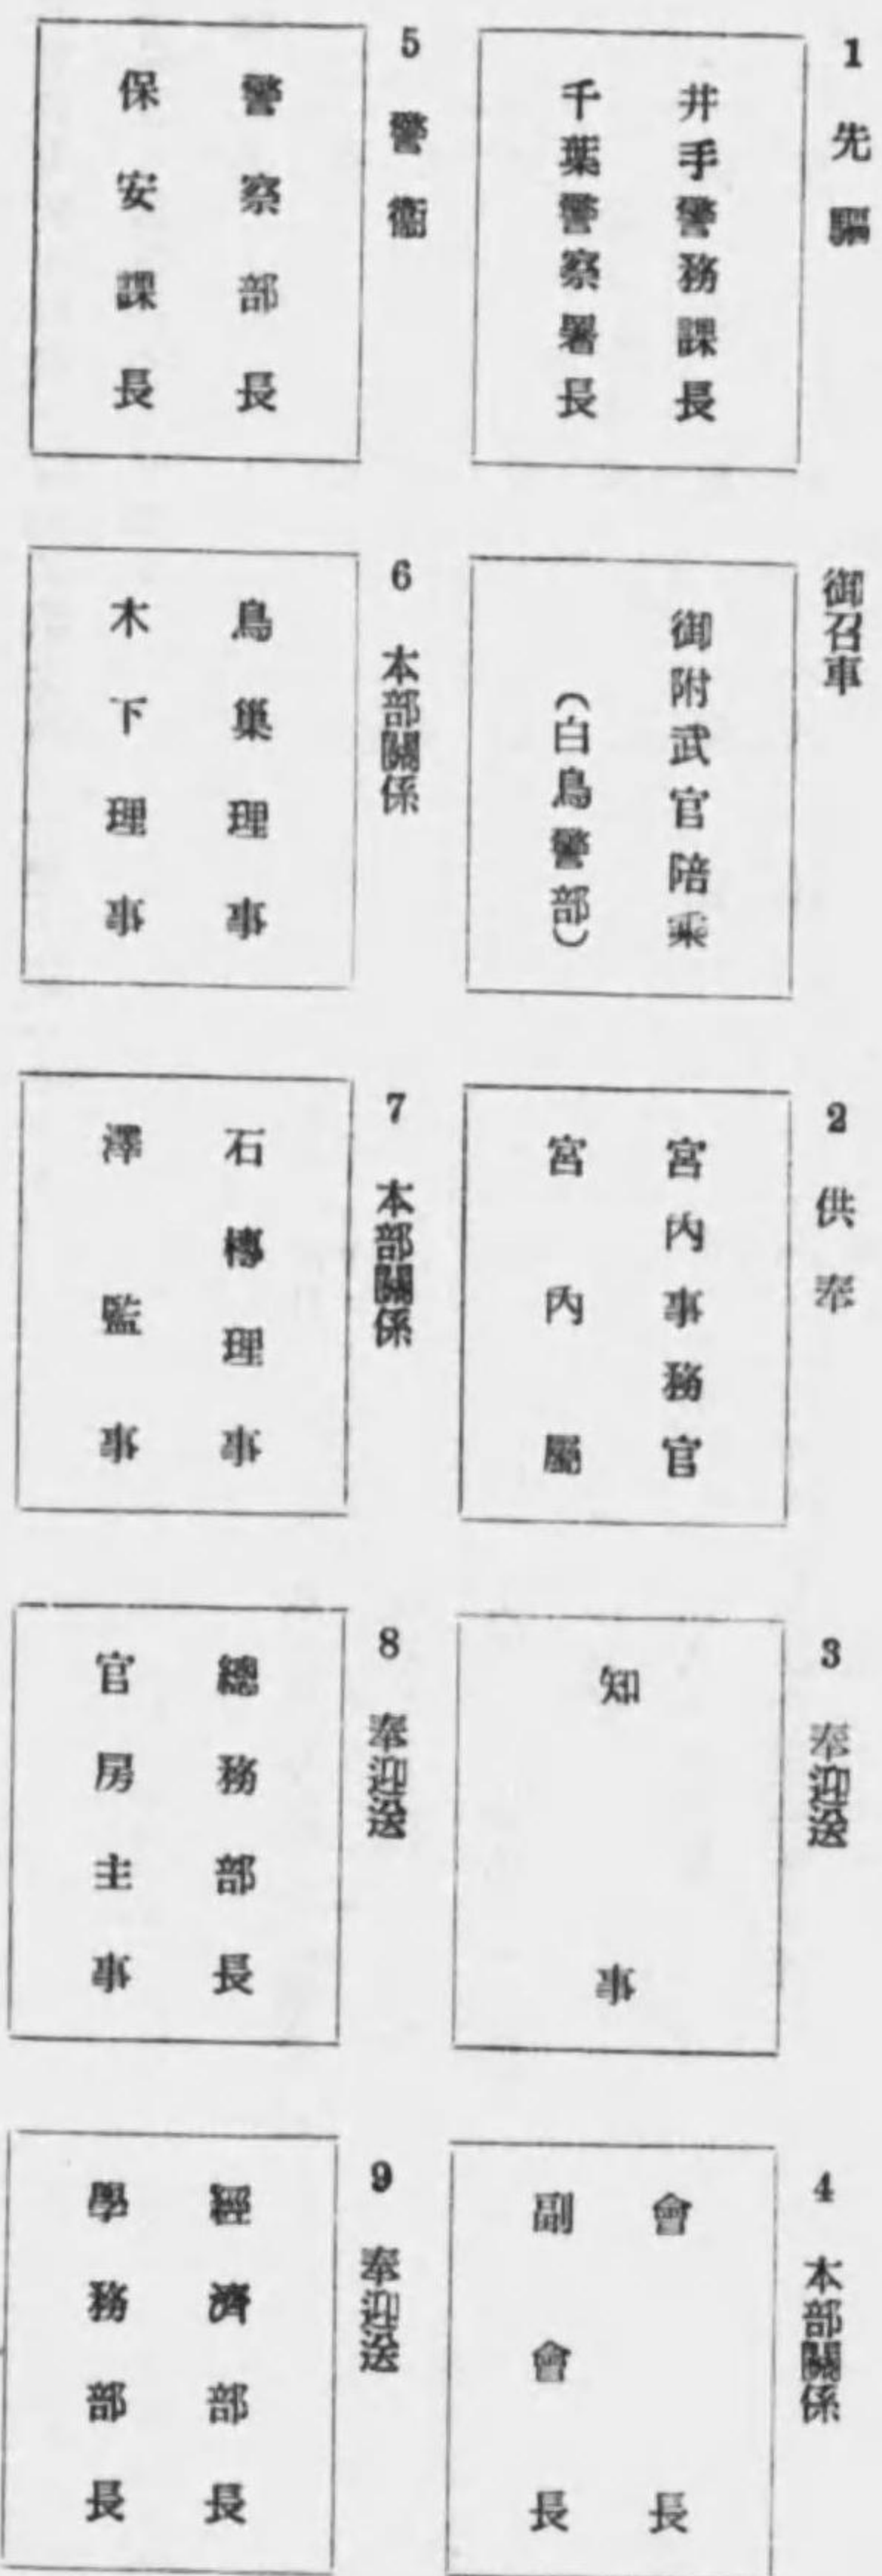 1 先驅
井手警務課長
千葉警察署長
御召車
御附武官陪乘
（白鳥警部）
2 供奉
宮內事務官
宮內屬
3 奉迎送
知事
4 本部關係
會長
副會長
5 警衞
警察部長
保安課長
6 本部關係
鳥巢理事
木下理事
7 本部關係
石榑理事
澤監事
8 奉迎送
總務部長
官房主事
9 奉迎送
經濟部長
學務部長